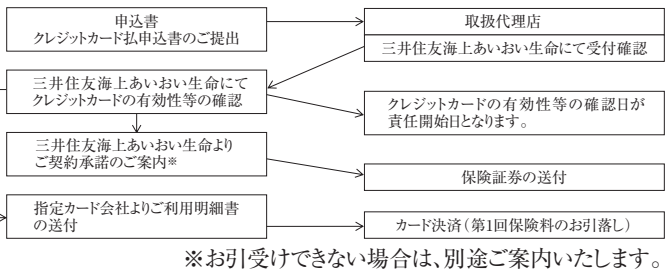 申込書
クレジットカード払申込書のご提出
取扱代理店
三井住友海上あいおい生命にて受付確認
三井住友海上あいおい生命にて
クレジットカードの有効性等の確認
クレジットカードの有効性等の確認日が
責任開始日となります。
三井住友海上あいおい生命より
ご契約承諾のご案内※
保険証券の送付
指定カード会社よりご利用明細書
の送付
カード決済（第1回保険料のお引落し）
※お引受けできない場合は、別途ご案内いたします。